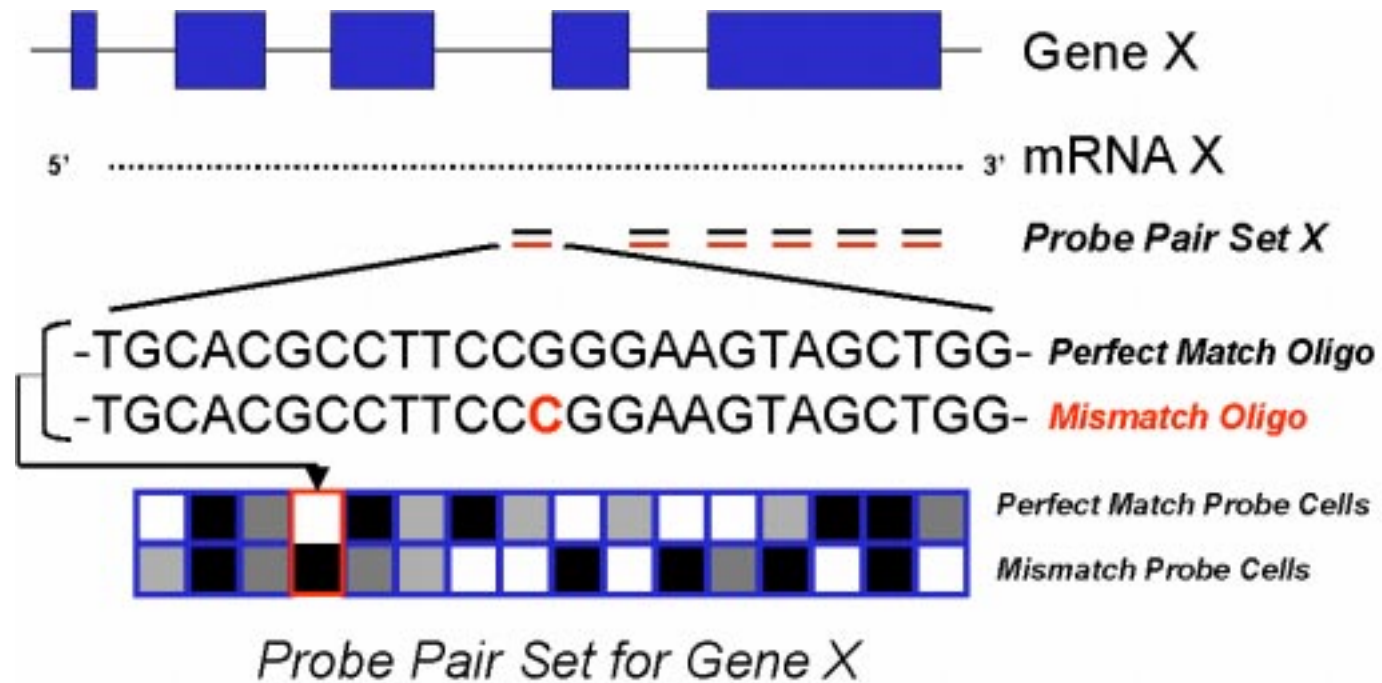 Gene X
5' 3' mRNA X
Probe Pair Set X
-TGCACGCCTTCCGGGAAGTAGCTGG- Perfect Match Oligo
-TGCACGCCTTCCCGGAAGTAGCTGG- Mismatch Oligo
Perfect Match Probe Cells
Mismatch Probe Cells
Probe Pair Set for Gene X